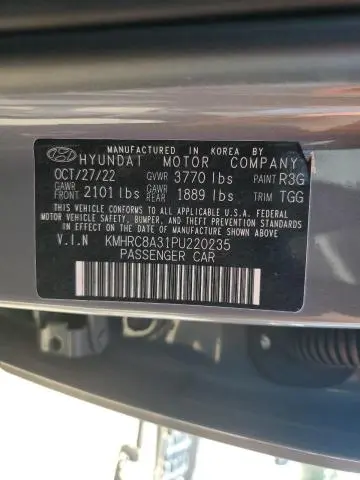 MANUFACTURED IN KOREA BY
HYUNDAI MOTOR COMPANY
OCT/27/22 GVWR 3770 lbs PAINT R3G
GAWR FRONT 2101 lbs GAWR REAR 1889 lbs TRIM TGG
THIS VEHICLE CONFORMS TO ALL APPLICABLE U.S.A FEDERAL
MOTOR VEHICLE SAFETY, BUMPER, AND THEFT PREVENTION STANDARDS
IN EFFECT ON THE DATE OF MANUFACTURE SHOWN ABOVE.
V.I.N KMHRC8A31PU220235
PASSENGER CAR